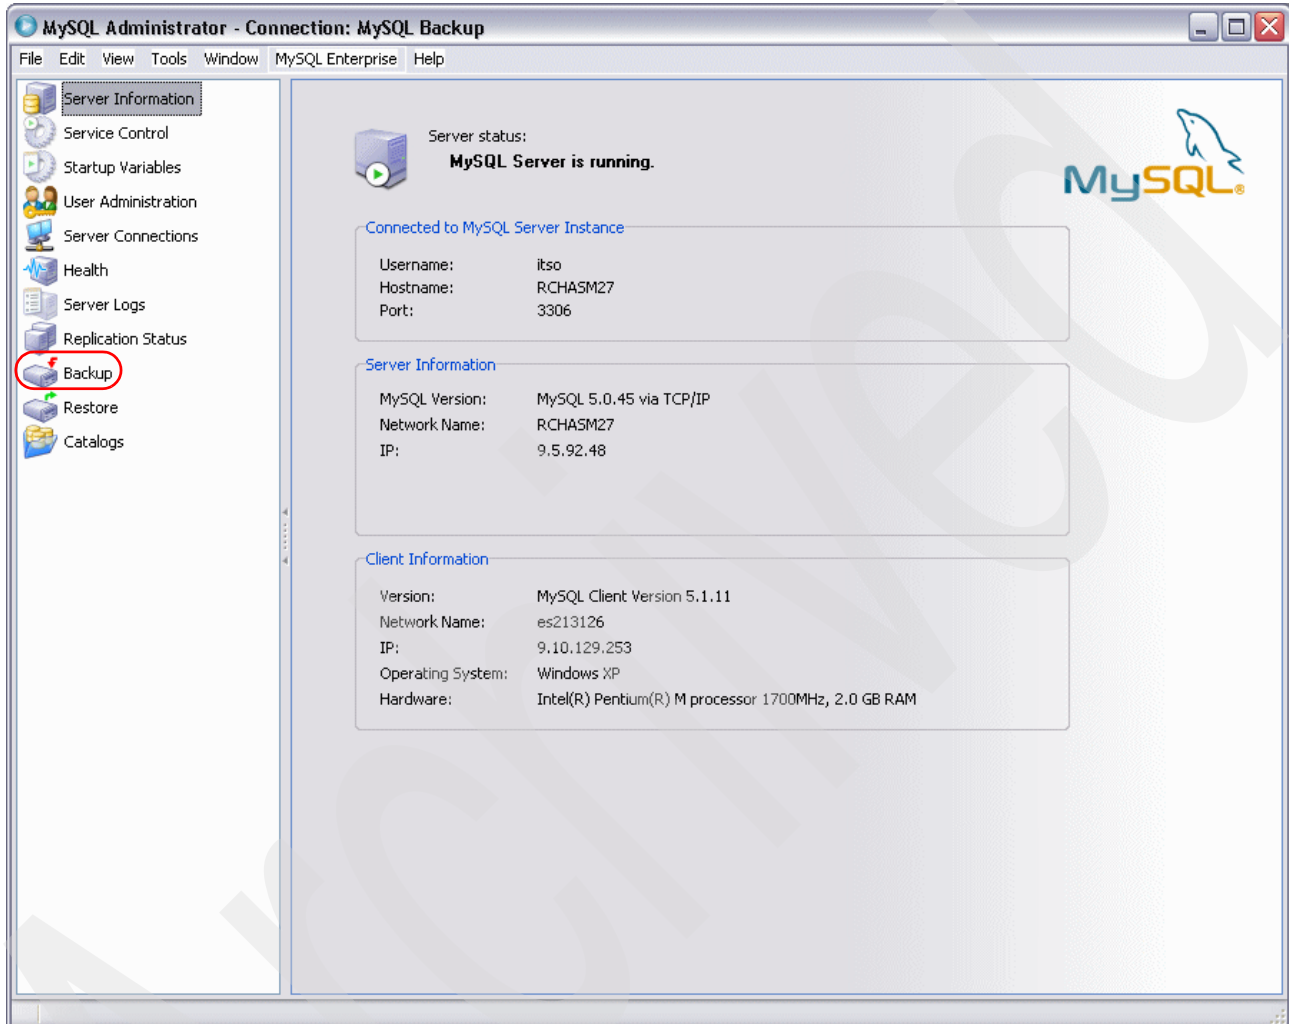 MySQL Administrator - Connection: MySQL Backup
File Edit View Tools Window MySQL Enterprise Help
Server Information
Service Control
Startup Variables
User Administration
Server Connections
Health
Server Logs
Replication Status
Backup
Restore
Catalogs
Server status:
MySQL Server is running.
MySQL®
Connected to MySQL Server Instance
Username: itso
Hostname: RCHASM27
Port: 3306
Server Information
MySQL Version: MySQL 5.0.45 via TCP/IP
Network Name: RCHASM27
IP: 9.5.92.48
Client Information
Version: MySQL Client Version 5.1.11
Network Name: es213126
IP: 9.10.129.253
Operating System: Windows XP
Hardware: Intel(R) Pentium(R) M processor 1700MHz, 2.0 GB RAM
Archived